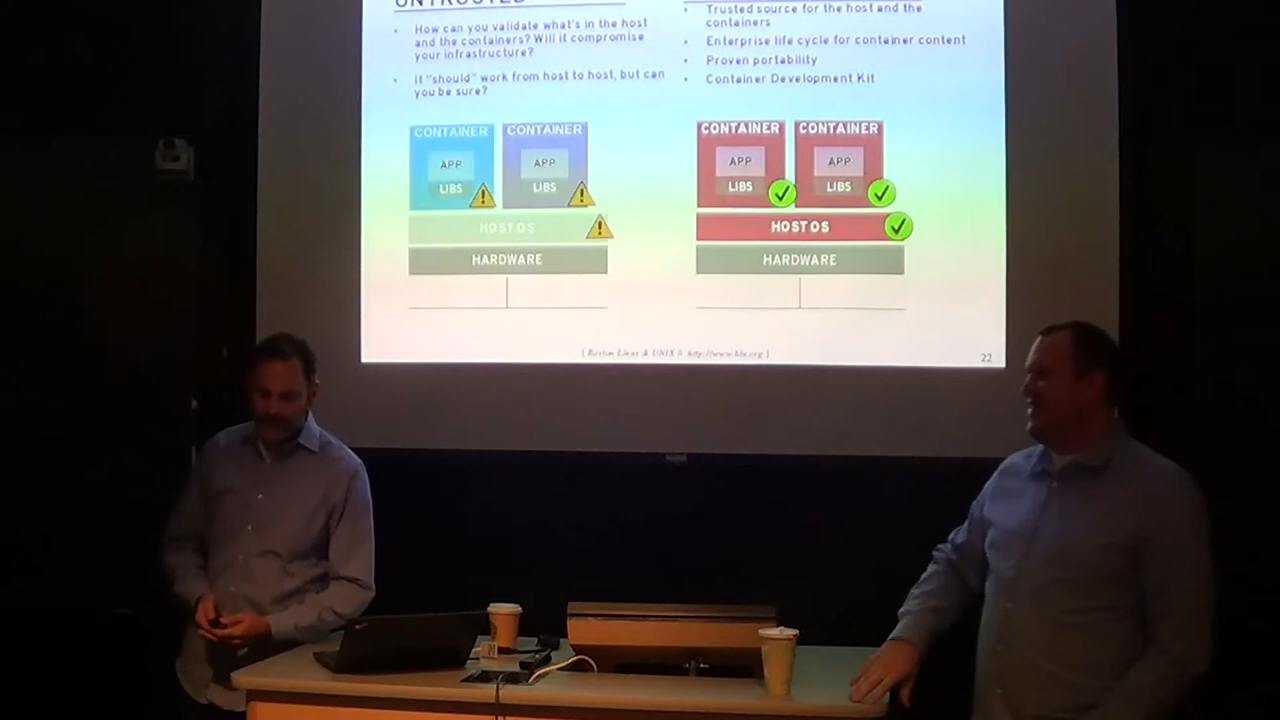 UNTRUSTED
• How can you validate what's in the host
and the containers? Will it compromise
your infrastructure?
• It "should" work from host to host, but can
you be sure?
• Trusted source for the host and the
containers
• Enterprise life cycle for container content
• Proven portability
• Container Development Kit
CONTAINER
APP
LIBS
CONTAINER
APP
LIBS
HOST OS
HARDWARE
CONTAINER
APP
LIBS
CONTAINER
APP
LIBS
HOST OS
HARDWARE
[ Boston Linux & UNIX http://www.blu.org ]
22